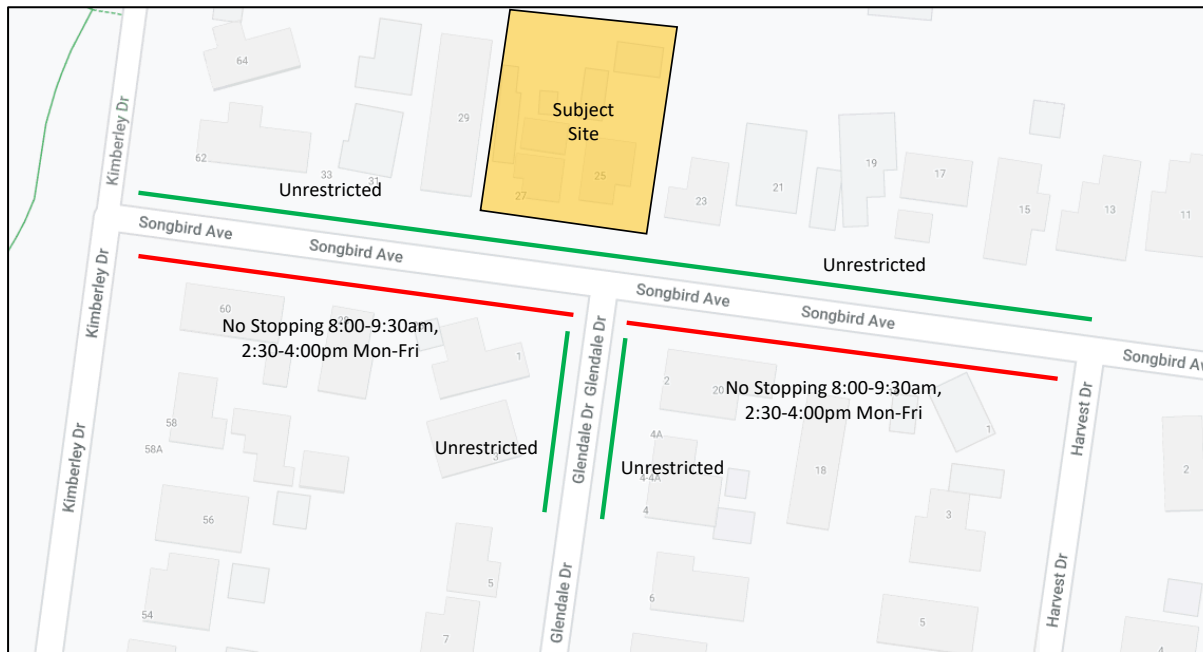 64
Subject
Site
29
Kimberley Dr
19
21
17
62
33
31
27
25
23
15
13
11
Unrestricted
Songbird Ave
Songbird Ave
Unrestricted
Songbird Ave
Songbird Ave
Songbird Av
Kimberley Dr
60
No Stopping 8:00-9:30am,
2:30-4:00pm Mon-Fri
1
Glendale Dr
2
20
No Stopping 8:00-9:30am,
2:30-4:00pm Mon-Fri
1
Harvest Dr
58
58A
Unrestricted
3
Glendale Dr
4A
Unrestricted
4-4A
4
18
2
Kimberley Dr
56
3
5
54
7
Glendale Dr
6
5
Harvest Dr
4